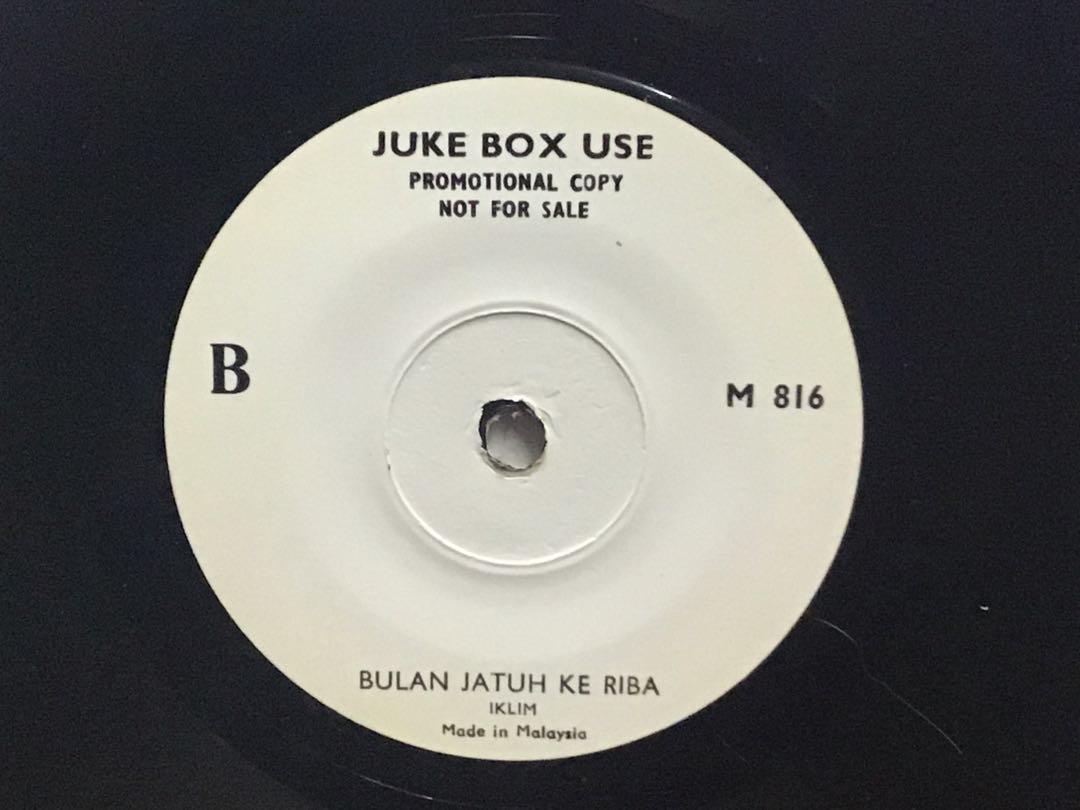 JUKE BOX USE
PROMOTIONAL COPY
NOT FOR SALE
B
M 816
BULAN JATUH KE RIBA
IKLIM
Made in Malaysia